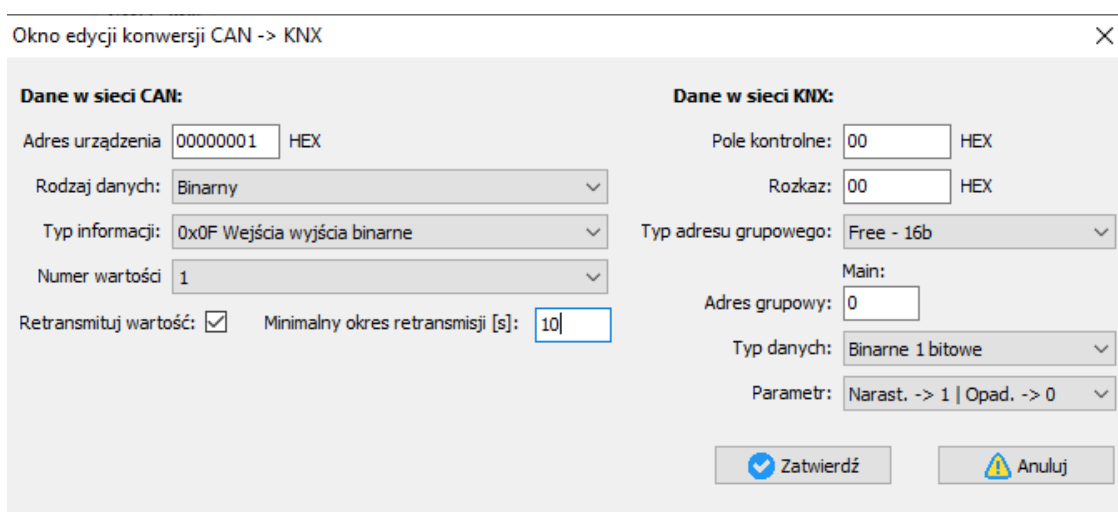 Okno edycji konwersji CAN -> KNX
Dane w sieci CAN:
Adres urządzenia 00000001 HEX
Rodzaj danych: Binarny
Typ informacji: 0x0F Wejścia wyjścia binarne
Numer wartości 1
Retransmituj wartość: Minimalny okres retransmisji [s]: 10
Dane w sieci KNX:
Pole kontrolne: 00 HEX
Rozkaz: 00 HEX
Typ adresu grupowego: Free - 16b
Main:
Adres grupowy: 0
Typ danych: Binarne 1 bitowe
Parametr: Narast. -> 1 | Opad. -> 0
Zatwierdź Anuluj